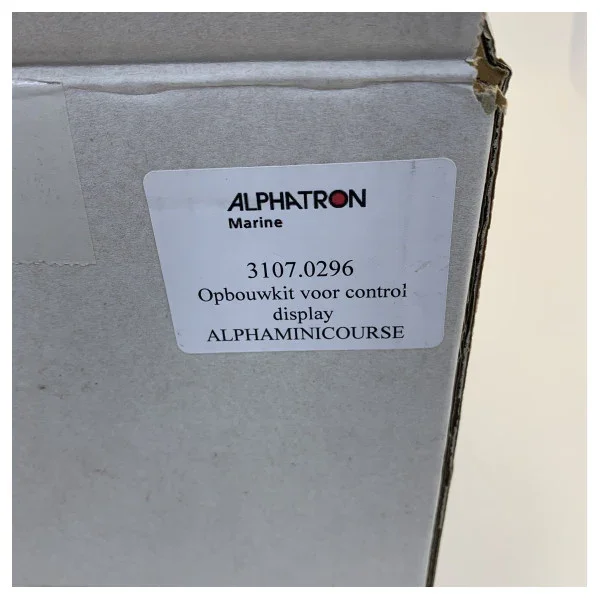 ALPHATRON
Marine
3107.0296
Opbouwkit voor control
display
ALPHAMINICOURSE